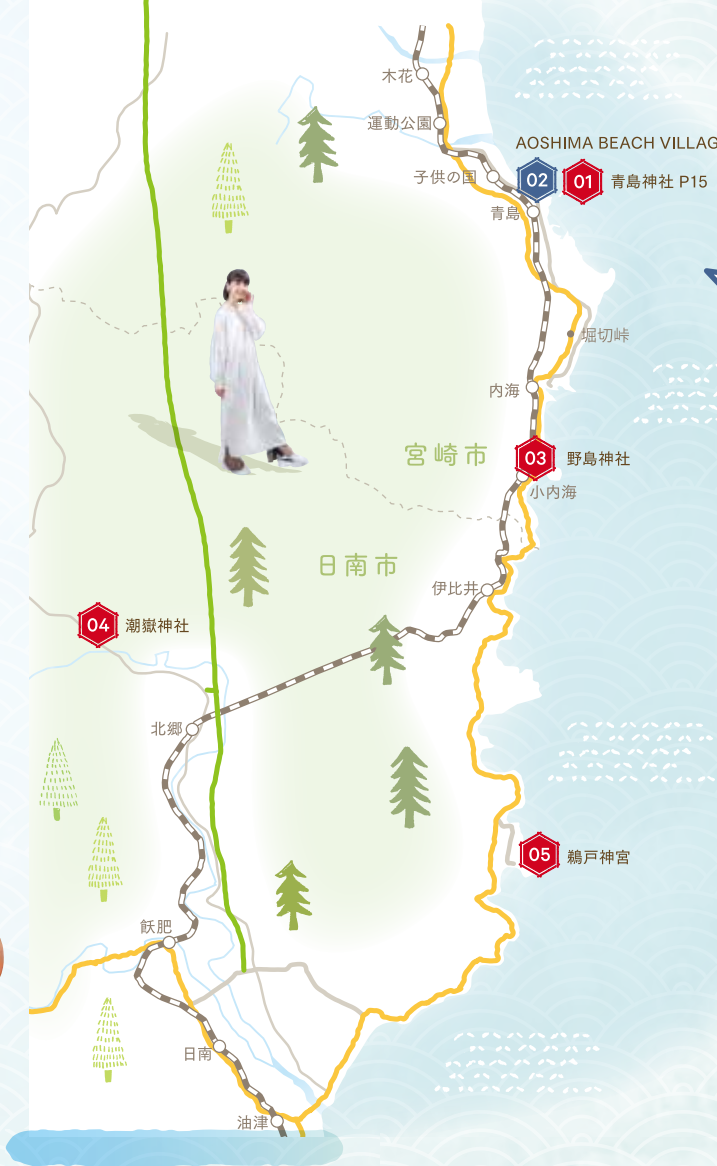 木花
運動公園
AOSHIMA BEACH VILLAG
子供の国
02
01
青島神社 P15
青島
堀切峠
内海
宮崎市
03
野島神社
小内海
日南市
伊比井
04
潮嶽神社
北郷
05
鵜戸神宮
飫肥
日南
油津